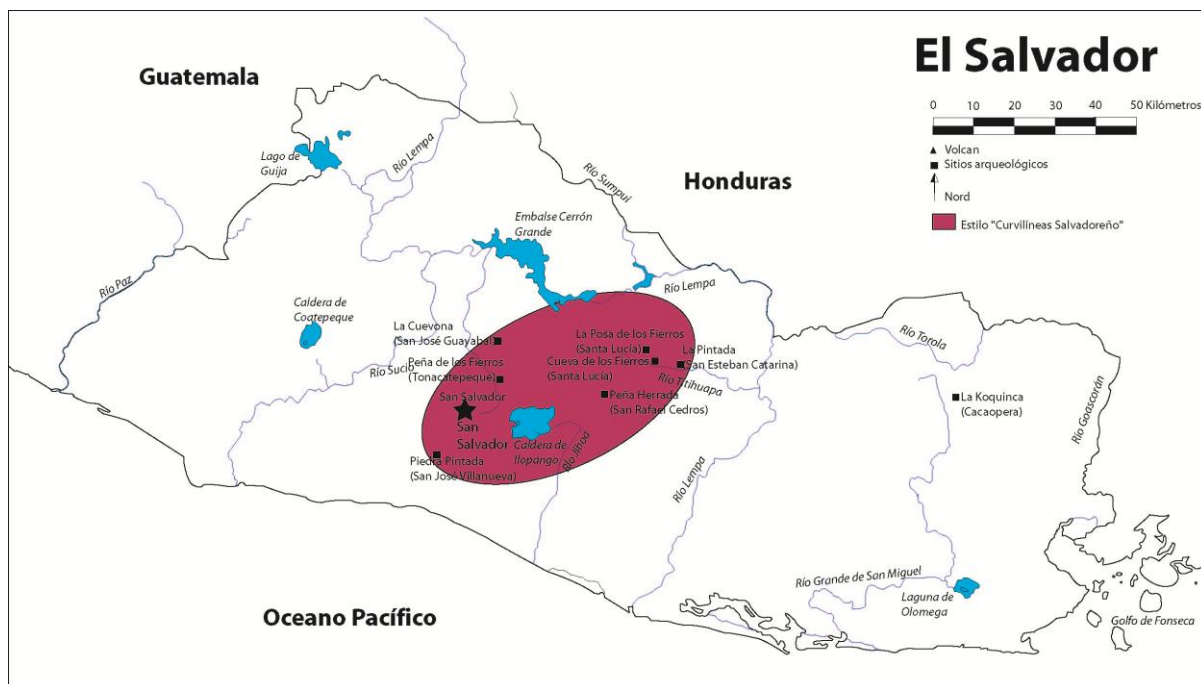 El Salvador
0 10 20 30 40 50 Kilómetros
Volcan
Sitios arqueológicos
Nord
Estilo "Curvilíneas Salvadoreño"
Guatemala
Honduras
Lago de
Guija
Río Lempa
Río Sumpul
Embalse Cerrón
Grande
Río Paz
Caldera de
Coatepeque
Río Lempa
La Cuevona
(San José Guayabal)
Peña de los Fierros
(Tonacatepeque)
Río Sucio
San Salvador
San
Salvador
La Posa de los Fierros
(Santa Lucía)
Cueva de los Fierros
(Santa Lucía)
La Pintada
(San Esteban Catarina)
Río Titihuapa
Peña Herrada
(San Rafael Cedros)
Caldera de
Ilopango
Río Jiboa
Piedra Pintada
(San José Villanueva)
Río Lempa
Río Torola
La Koquinca
(Cacaopera)
Río Goascorán
Río Grande de San Miguel
Laguna de
Olomega
Golfo de Fonseca
Oceano Pacífico